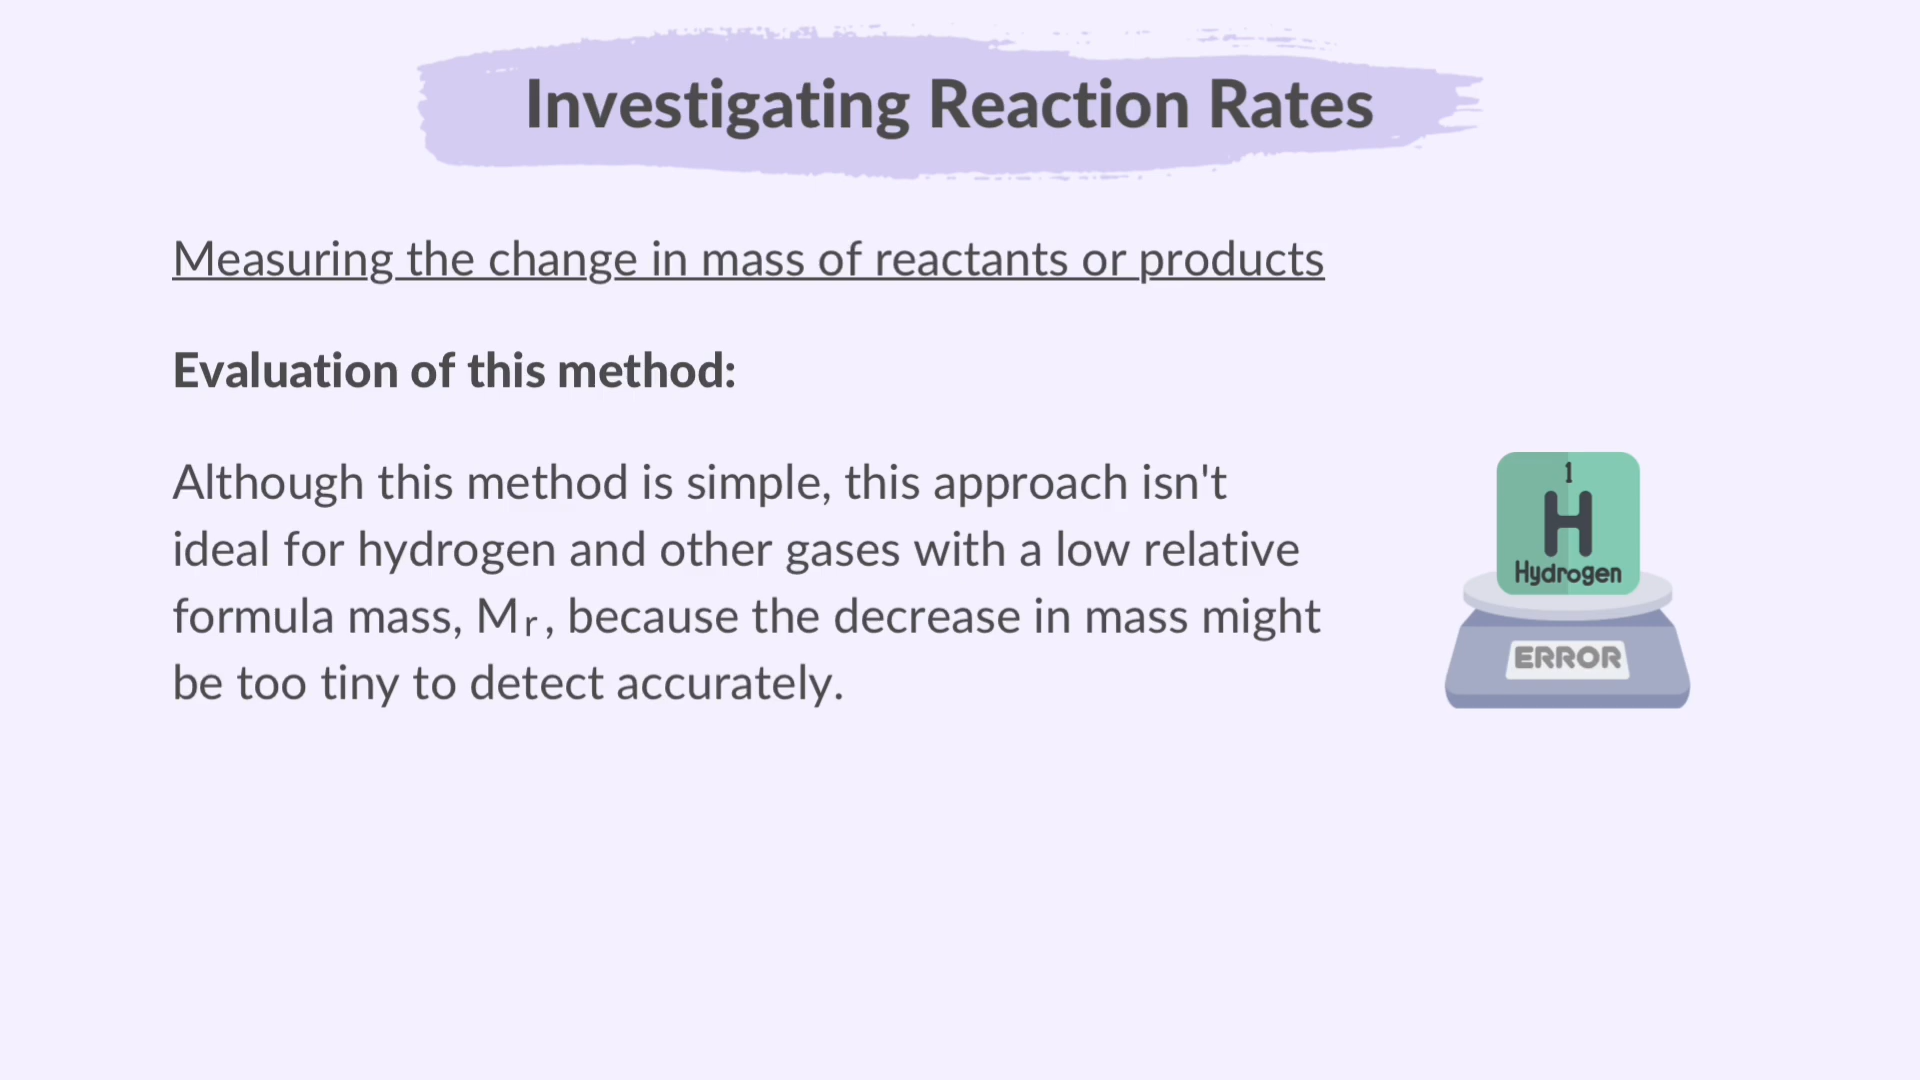 Investigating Reaction Rates
Measuring the change in mass of reactants or products
Evaluation of this method:
Although this method is simple, this approach isn't
ideal for hydrogen and other gases with a low relative
formula mass, Mr, because the decrease in mass might
be too tiny to detect accurately.
1
H
Hydrogen
ERROR